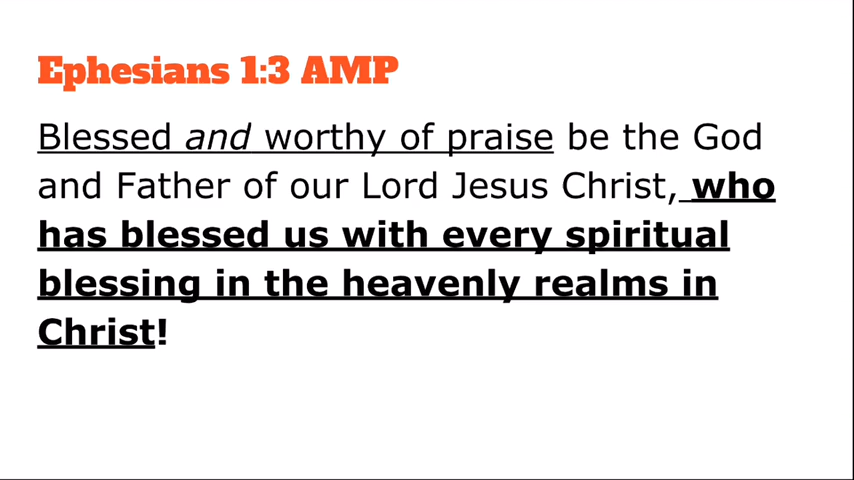 Ephesians 1:3 AMP
Blessed and worthy of praise be the God
and Father of our Lord Jesus Christ, who
has blessed us with every spiritual
blessing in the heavenly realms in
Christ!